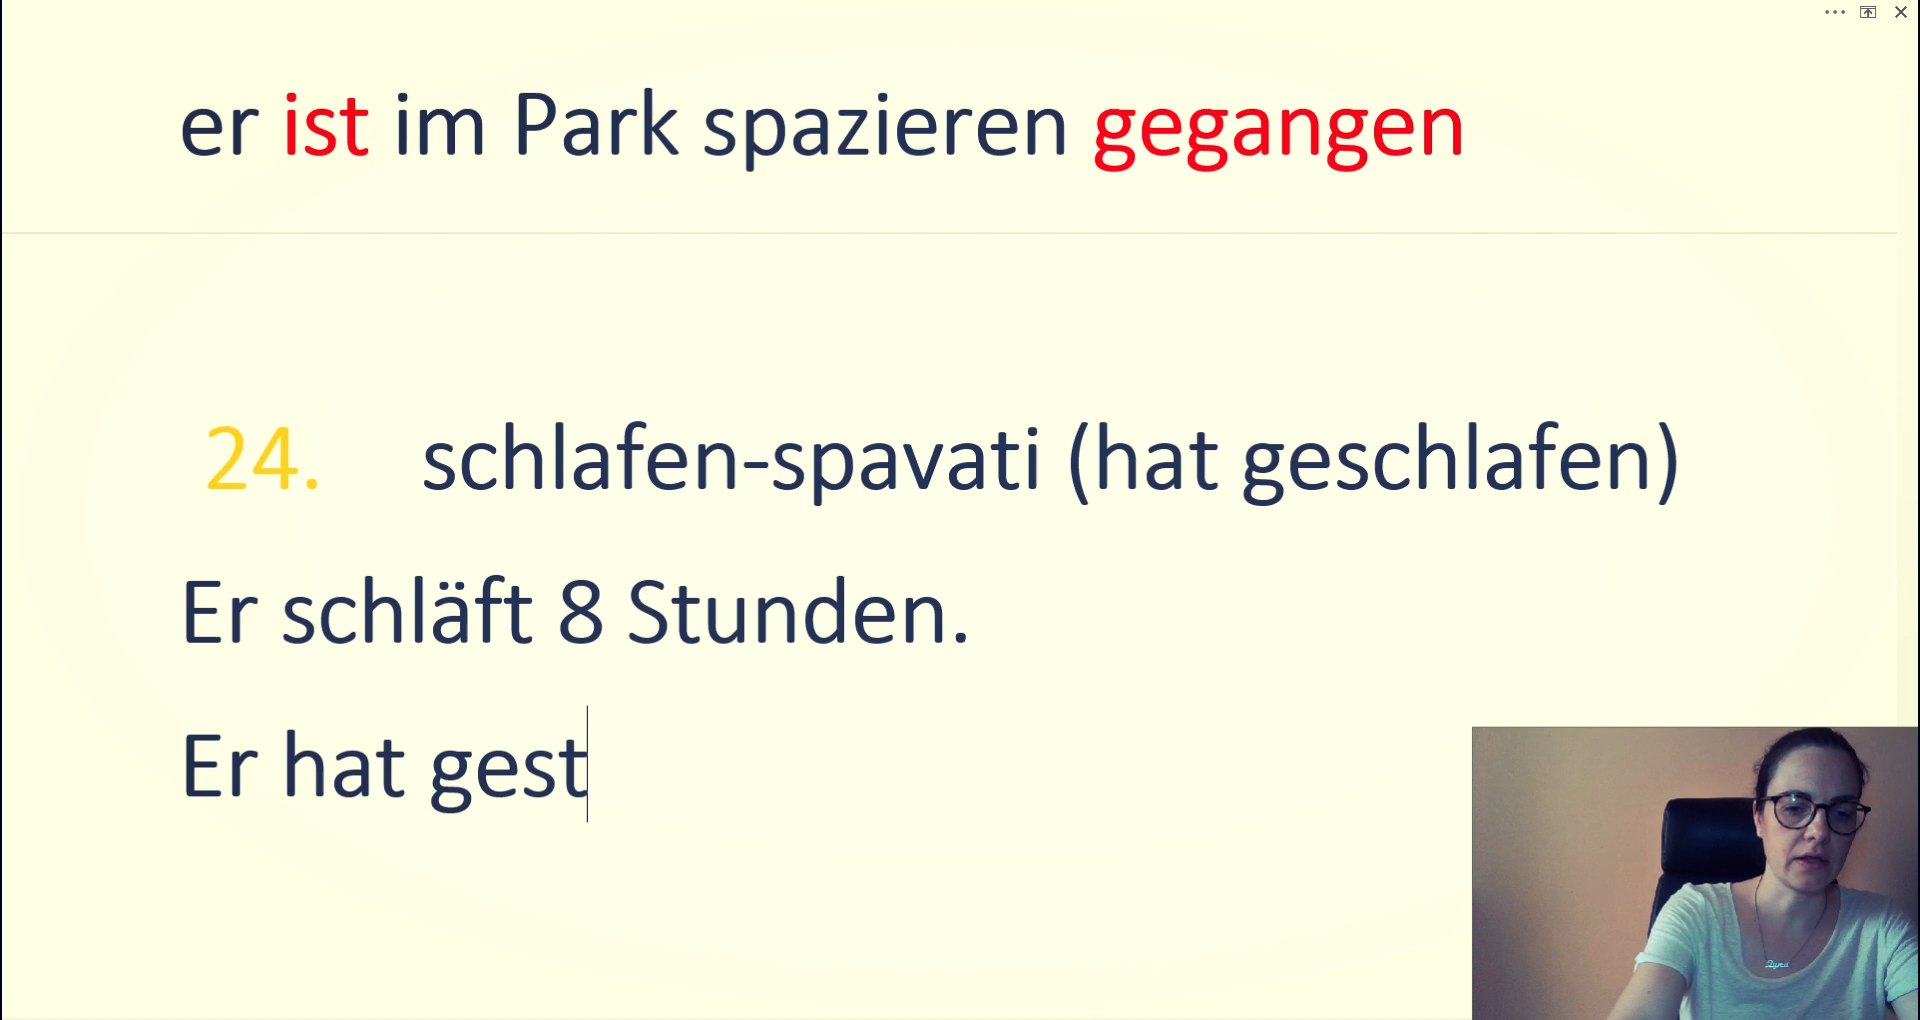 er ist im Park spazieren gegangen
24. schlafen-spavati (hat geschlafen)
Er schläft 8 Stunden.
Er hat gest